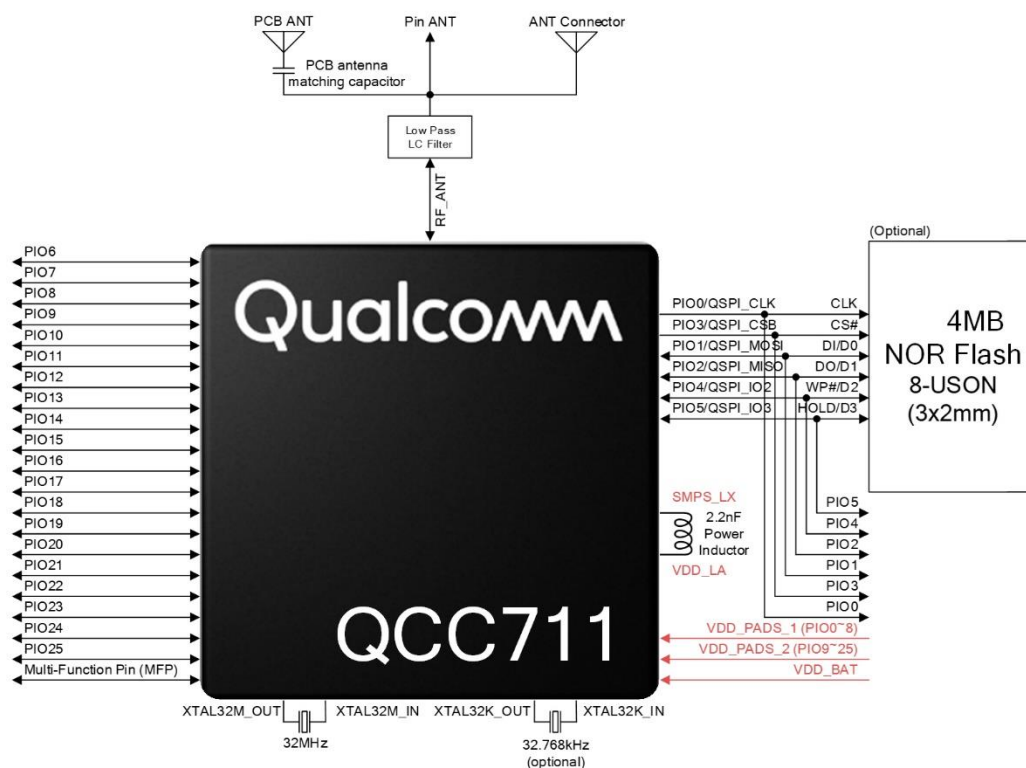 PCB ANT
Pin ANT
ANT Connector
PCB antenna
matching capacitor
Low Pass
LC Filter
RF_ANT
PIO6
PIO7
PIO8
PIO9
PIO10
PIO11
PIO12
PIO13
PIO14
PIO15
PIO16
PIO17
PIO18
PIO19
PIO20
PIO21
PIO22
PIO23
PIO24
PIO25
Multi-Function Pin (MFP)
Qualcomm
QCC711
PIO0/QSPI_CLK
PIO3/QSPI_CSB
PIO1/QSPI_MOSI
PIO2/QSPI_MISO
PIO4/QSPI_IO2
PIO5/QSPI_IO3
CLK
CS#
DI/D0
DO/D1
WP#/D2
HOLD/D3
(Optional)
4MB
NOR Flash
8-USON
(3x2mm)
SMPS_LX
2.2nF
Power
Inductor
VDD_LA
PIO5
PIO4
PIO2
PIO1
PIO3
PIO0
VDD_PADS_1 (PIO0~8)
VDD_PADS_2 (PIO9~25)
VDD_BAT
XTAL32M_OUT
XTAL32M_IN
32MHz
XTAL32K_OUT
XTAL32K_IN
32.768kHz
(optional)